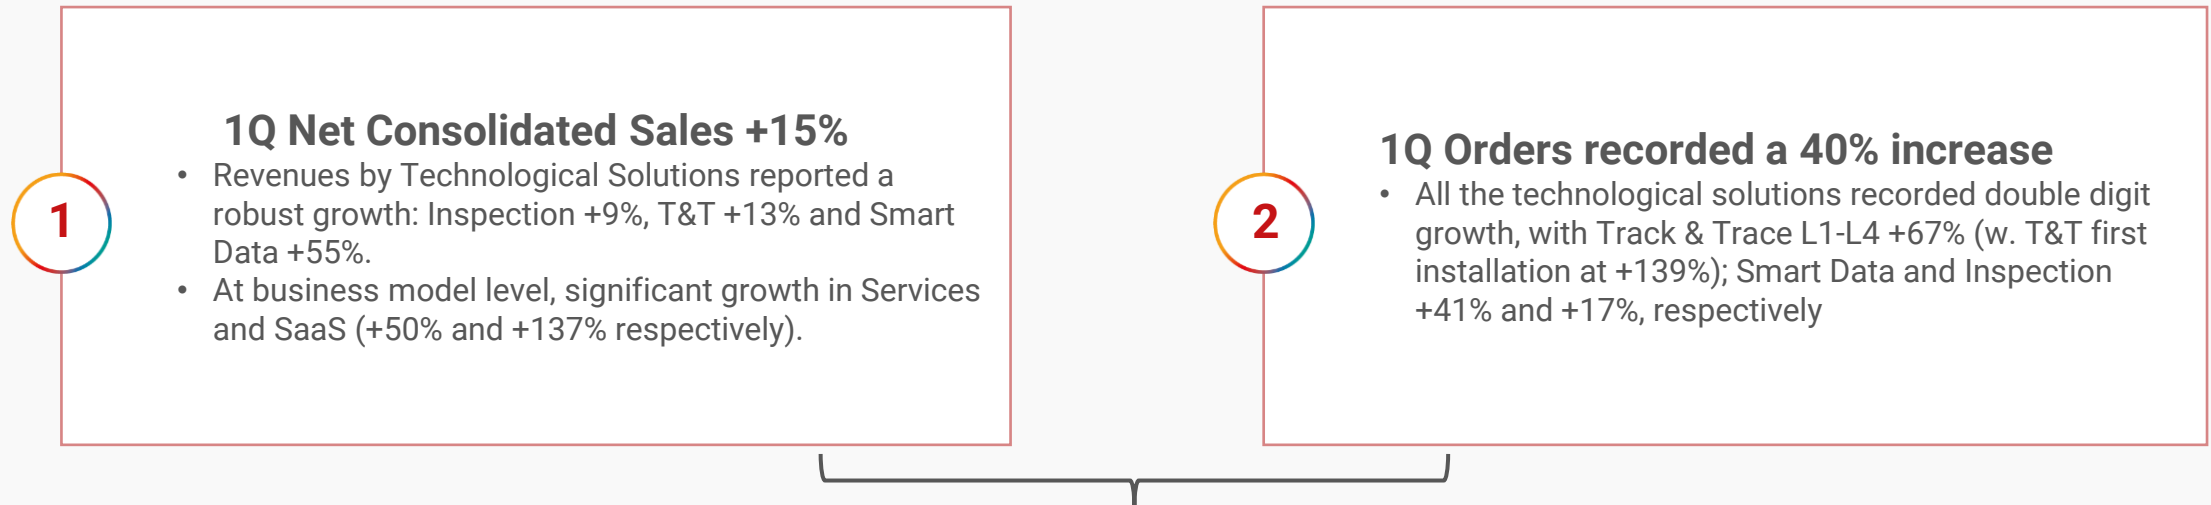 1
1Q Net Consolidated Sales +15%
• Revenues by Technological Solutions reported a
robust growth: Inspection +9%, T&T +13% and Smart
Data +55%.
• At business model level, significant growth in Services
and SaaS (+50% and +137% respectively).
2
1Q Orders recorded a 40% increase
• All the technological solutions recorded double digit
growth, with Track & Trace L1-L4 +67% (w. T&T first
installation at +139%); Smart Data and Inspection
+41% and +17%, respectively